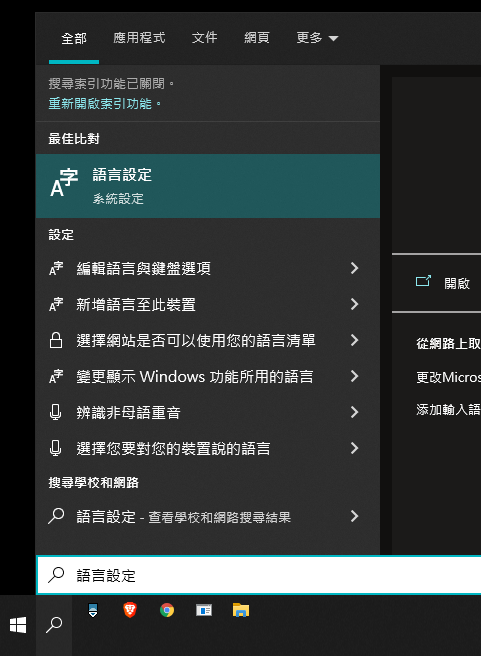 全部 應用程式 文件 網頁 更多
搜尋索引功能已關閉。
重新開啟索引功能。
最佳比對
語言設定
系統設定
設定
編輯語言與鍵盤選項
新增語言至此裝置
選擇網站是否可以使用您的語言清單
變更顯示 Windows 功能所用的語言
辨識非母語重音
選擇您要對您的裝置說的語言
搜尋學校和網路
語言設定 - 查看學校和網路搜尋結果
開啟
從網路上取
更改Micros
添加輸入語
語言設定